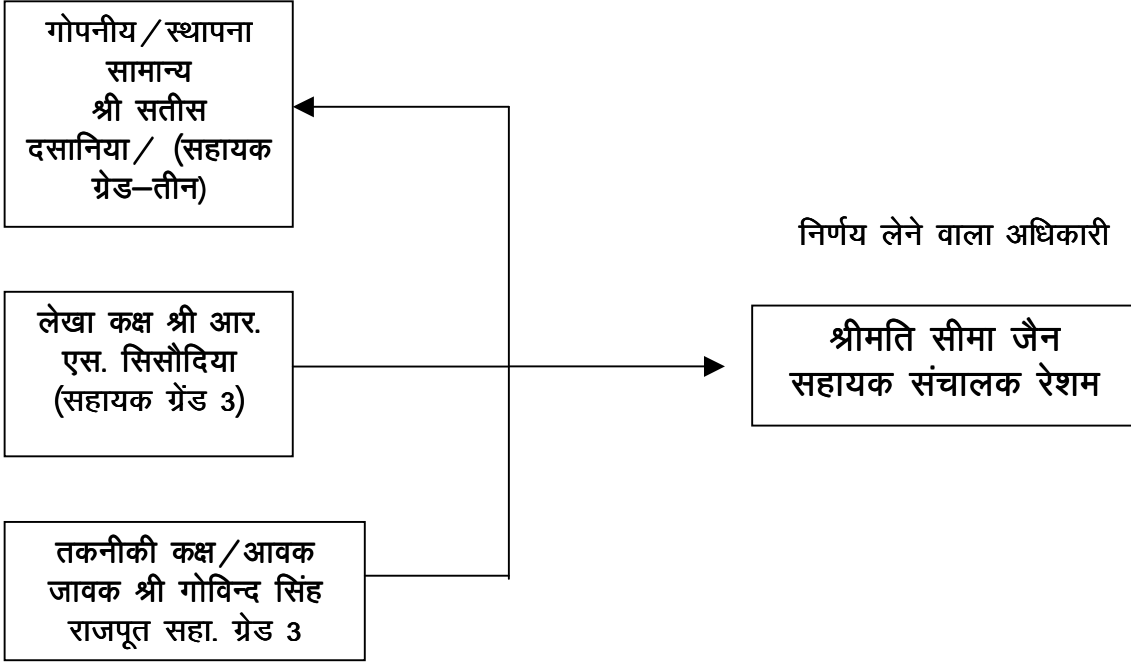 गोपनीय/स्थापना
सामान्य
श्री सतीस
दसानिया/ (सहायक
ग्रेड–तीन)
लेखा कक्ष श्री आर.
एस. सिसौदिया
(सहायक ग्रेंड 3)
तकनीकी कक्ष/आवक
जावक श्री गोविन्द सिंह
राजपूत सहा. ग्रेड 3
निर्णय लेने वाला अधिकारी
श्रीमति सीमा जैन
सहायक संचालक रेशम